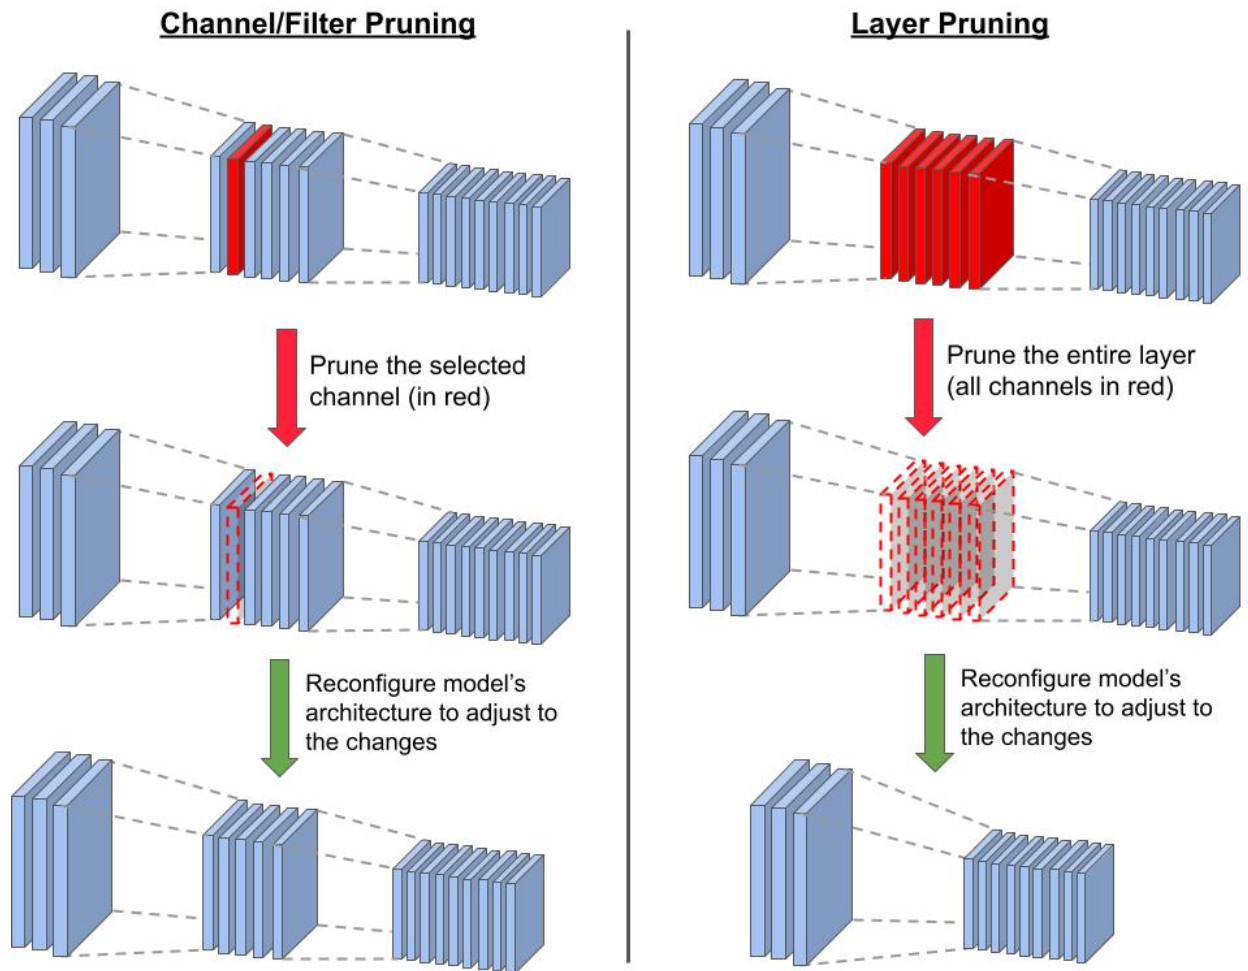 Channel/Filter Pruning
Prune the selected
channel (in red)
Reconfigure model's
architecture to adjust to
the changes
Layer Pruning
Prune the entire layer
(all channels in red)
Reconfigure model's
architecture to adjust to
the changes